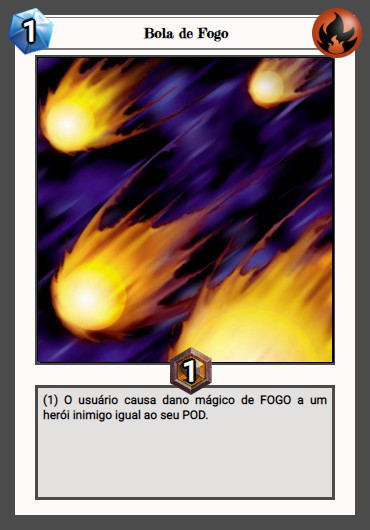 1
Bola de Fogo
1
(1) O usuário causa dano mágico de FOGO a um
herói inimigo igual ao seu POD.